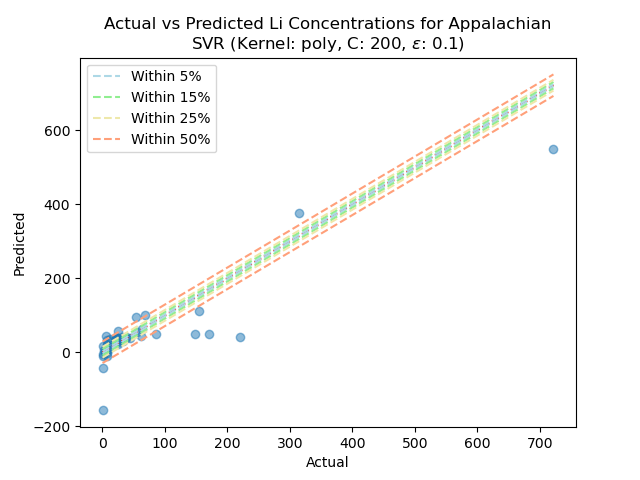 Actual vs Predicted Li Concentrations for Appalachian
SVR (Kernel: poly, C: 200, ε: 0.1)
Within 5%
Within 15%
Within 25%
Within 50%
600
400
200
0
−200
Predicted
0 100 200 300 400 500 600 700
Actual